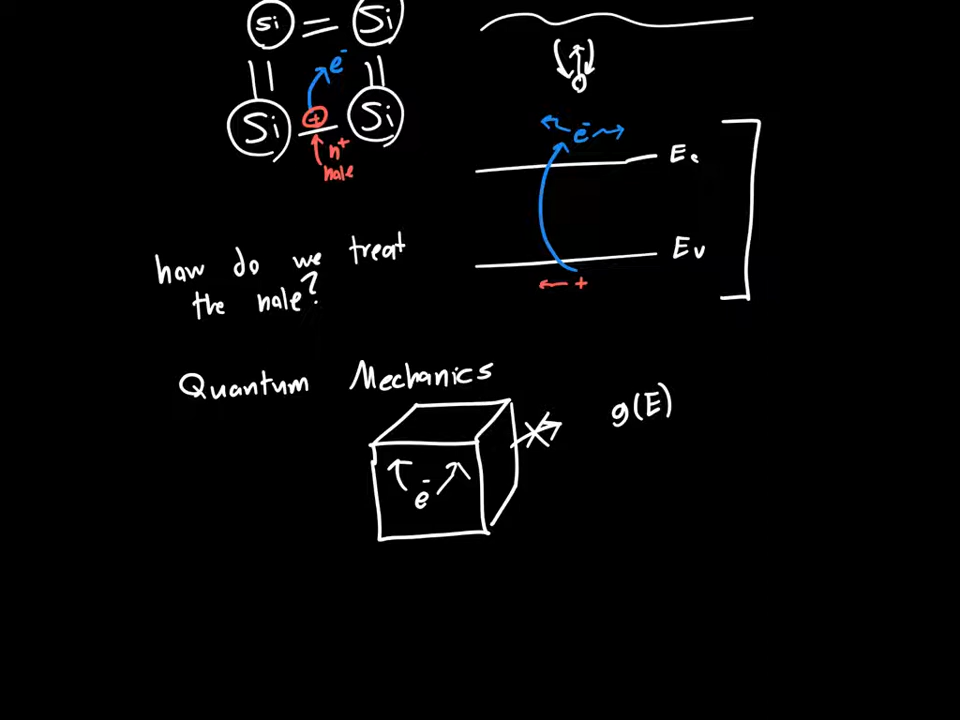 Si = Si
e⁻
Si + Si
n⁺
hole
e⁻
Ec
Ev
+
how do we treat
the hole?
Quantum Mechanics
g(E)
e⁻